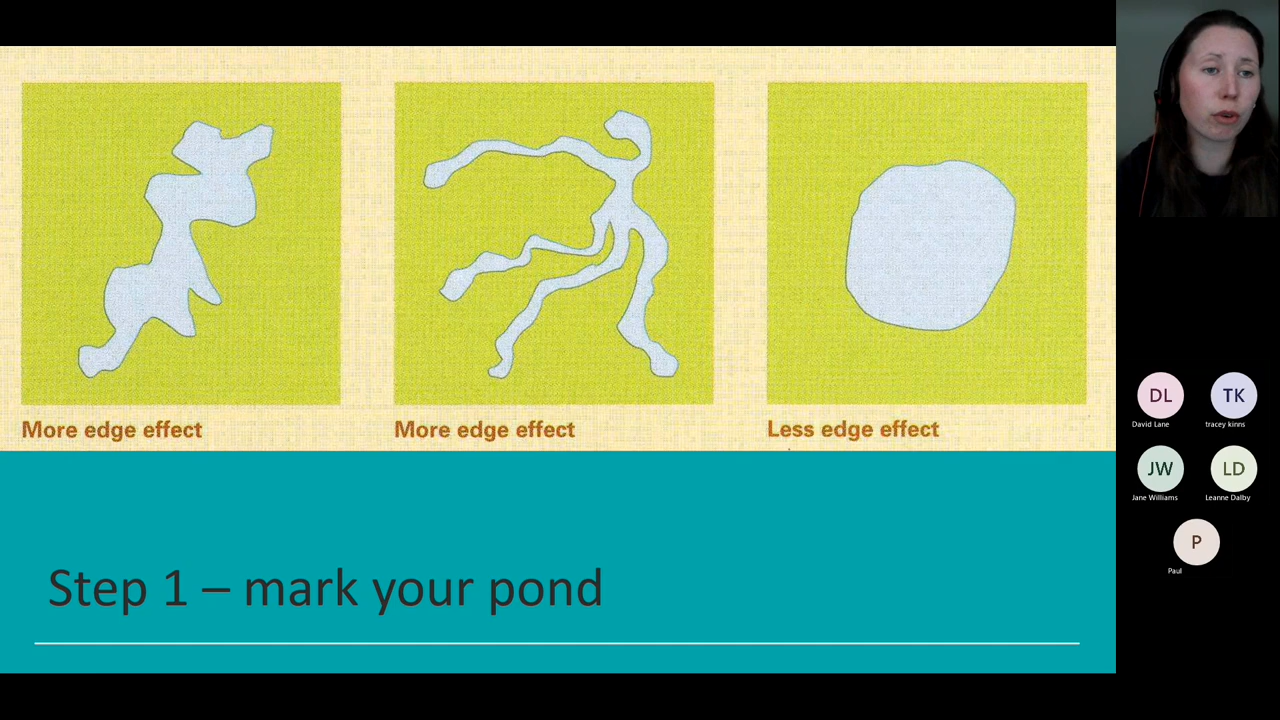 More edge effect
More edge effect
Less edge effect
Step 1 – mark your pond
DL
TK
David Lane
tracey kinns
JW
LD
Jane Williams
Leanne Dalby
P
Paul